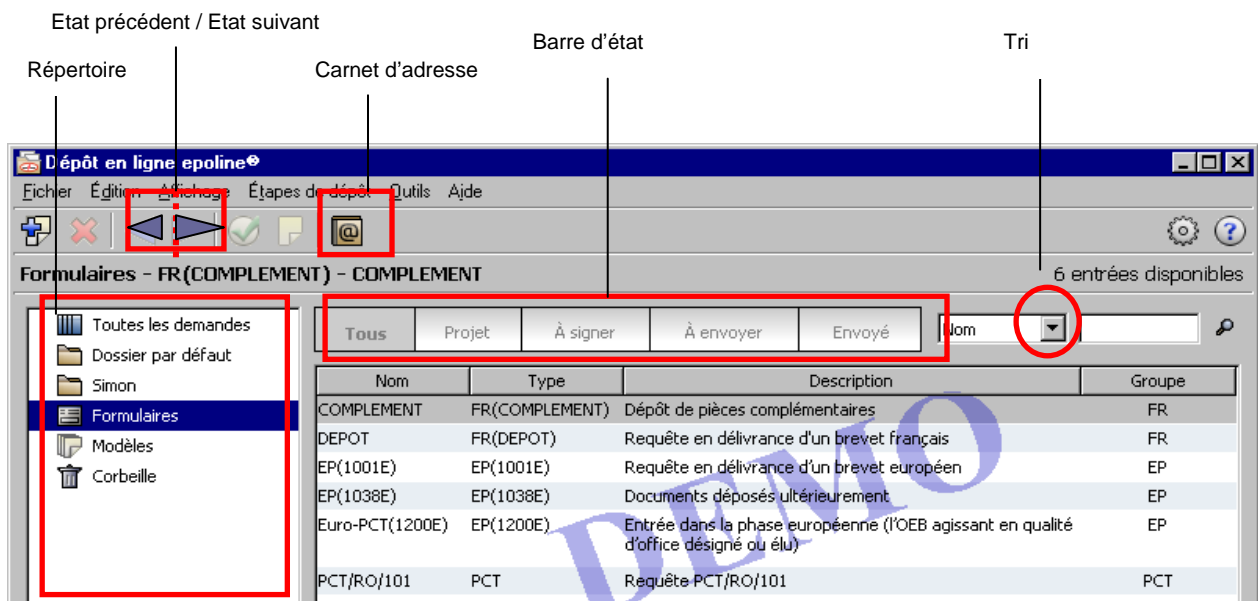 Etat précédent / Etat suivant
Barre d'état
Tri
Répertoire
Carnet d'adresse
Dépôt en ligne epoline®
Fichier Édition Affichage Étapes de dépôt Outils Aide
@
?
Formulaires - FR(COMPLEMENT) - COMPLEMENT
6 entrées disponibles
Toutes les demandes
Dossier par défaut
Simon
Formulaires
Modèles
Corbeille
Tous Projet À signer À envoyer Envoyé
Nom
Nom Type Description Groupe
COMPLEMENT FR(COMPLEMENT) Dépôt de pièces complémentaires FR
DEPOT FR(DEPOT) Requête en délivrance d'un brevet français FR
EP(1001E) EP(1001E) Requête en délivrance d'un brevet européen EP
EP(1038E) EP(1038E) Documents déposés ultérieurement EP
Euro-PCT(1200E) EP(1200E) Entrée dans la phase européenne (l'OEB agissant en qualité EP
d'office désigné ou élu)
PCT/RO/101 PCT Requête PCT/RO/101 PCT
DEMO